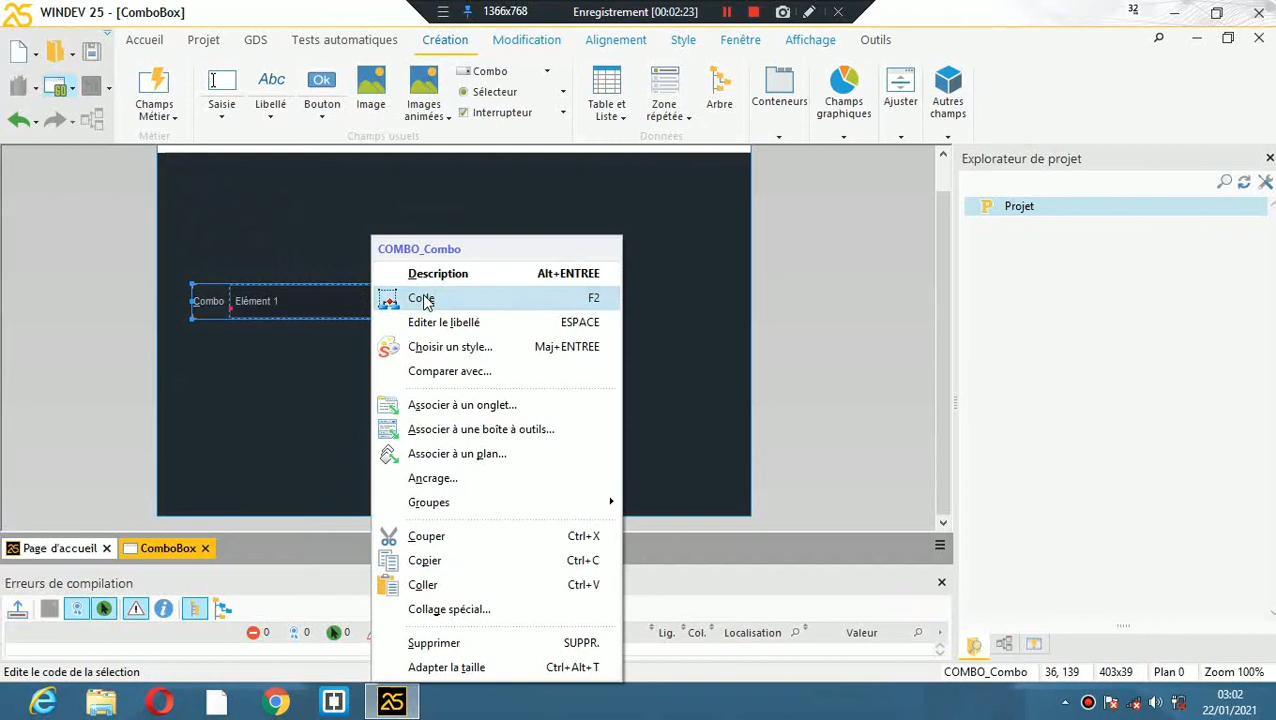 WINDEV 25 - [ComboBox]
1366x768
Enregistrement [00:02:23]
32
Accueil
Projet
GDS
Tests automatiques
Création
Modification
Alignement
Style
Fenêtre
Affichage
Outils
Champs
Métier
Saisie
Abc
Libellé
Ok
Bouton
Image
Images
animées
Combo
Sélecteur
Interrupteur
Table et
Liste
Zone
répétée
Arbre
Conteneurs
Champs
graphiques
Ajuster
Autres
champs
Métier
Champs usuels
Données
Explorateur de projet
Projet
Combo
Elément 1
COMBO_Combo
Description Alt+ENTREE
Code F2
Editer le libellé ESPACE
Choisir un style... Maj+ENTREE
Comparer avec...
Associer à un onglet...
Associer à une boîte à outils...
Associer à un plan...
Ancrage...
Groupes
Couper Ctrl+X
Copier Ctrl+C
Coller Ctrl+V
Collage spécial...
Supprimer SUPPR.
Adapter la taille Ctrl+Alt+T
25 Page d'accueil
ComboBox
Erreurs de compilation
0
0
0
Lig.
Col.
Localisation
Valeur
Edite le code de la sélection
COMBO_Combo
36, 139
403x39
Plan 0
Zoom 100%
25
03:02
22/01/2021